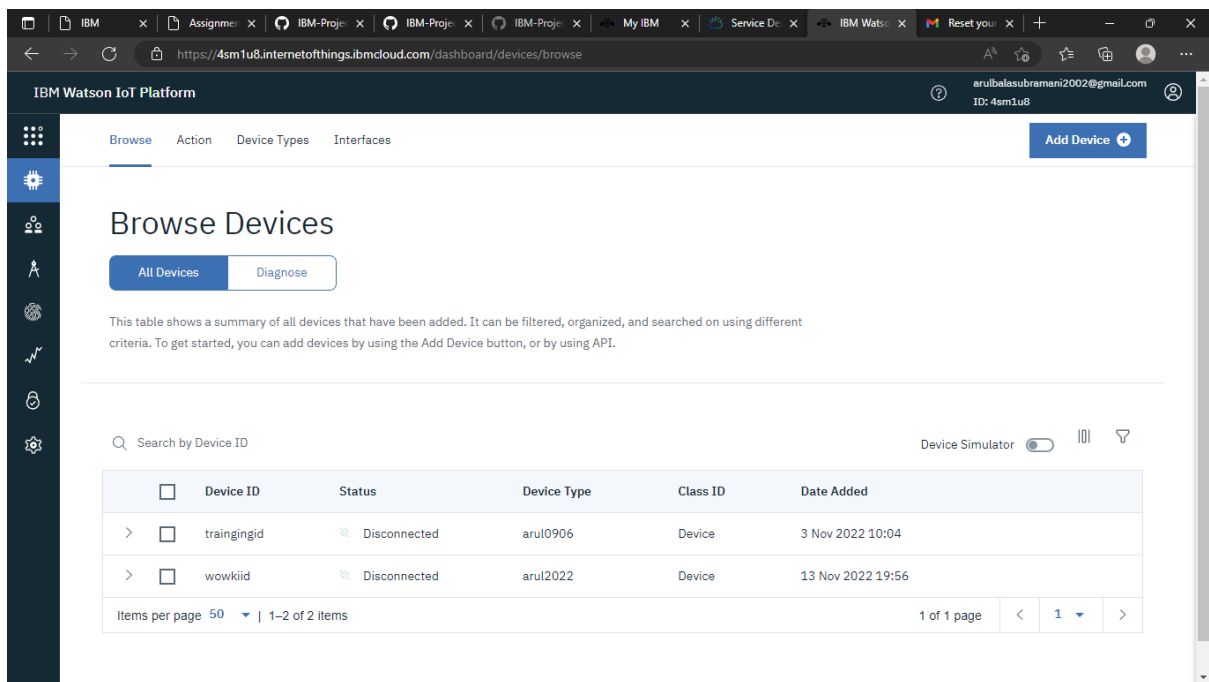 IBM
Assignmen
IBM-Projec
IBM-Projec
IBM-Projec
My IBM
Service De
IBM Watso
Reset your
https://4sm1u8.internetofthings.ibmcloud.com/dashboard/devices/browse
IBM Watson IoT Platform
arulbalasubramani2002@gmail.com
ID: 4sm1u8
Browse Action Device Types Interfaces
Add Device
Browse Devices
All Devices Diagnose
This table shows a summary of all devices that have been added. It can be filtered, organized, and searched on using different
criteria. To get started, you can add devices by using the Add Device button, or by using API.
Search by Device ID
Device Simulator
Device ID Status Device Type Class ID Date Added
traingingid Disconnected arul0906 Device 3 Nov 2022 10:04
wowkiid Disconnected arul2022 Device 13 Nov 2022 19:56
Items per page 50 | 1–2 of 2 items
1 of 1 page < 1 >